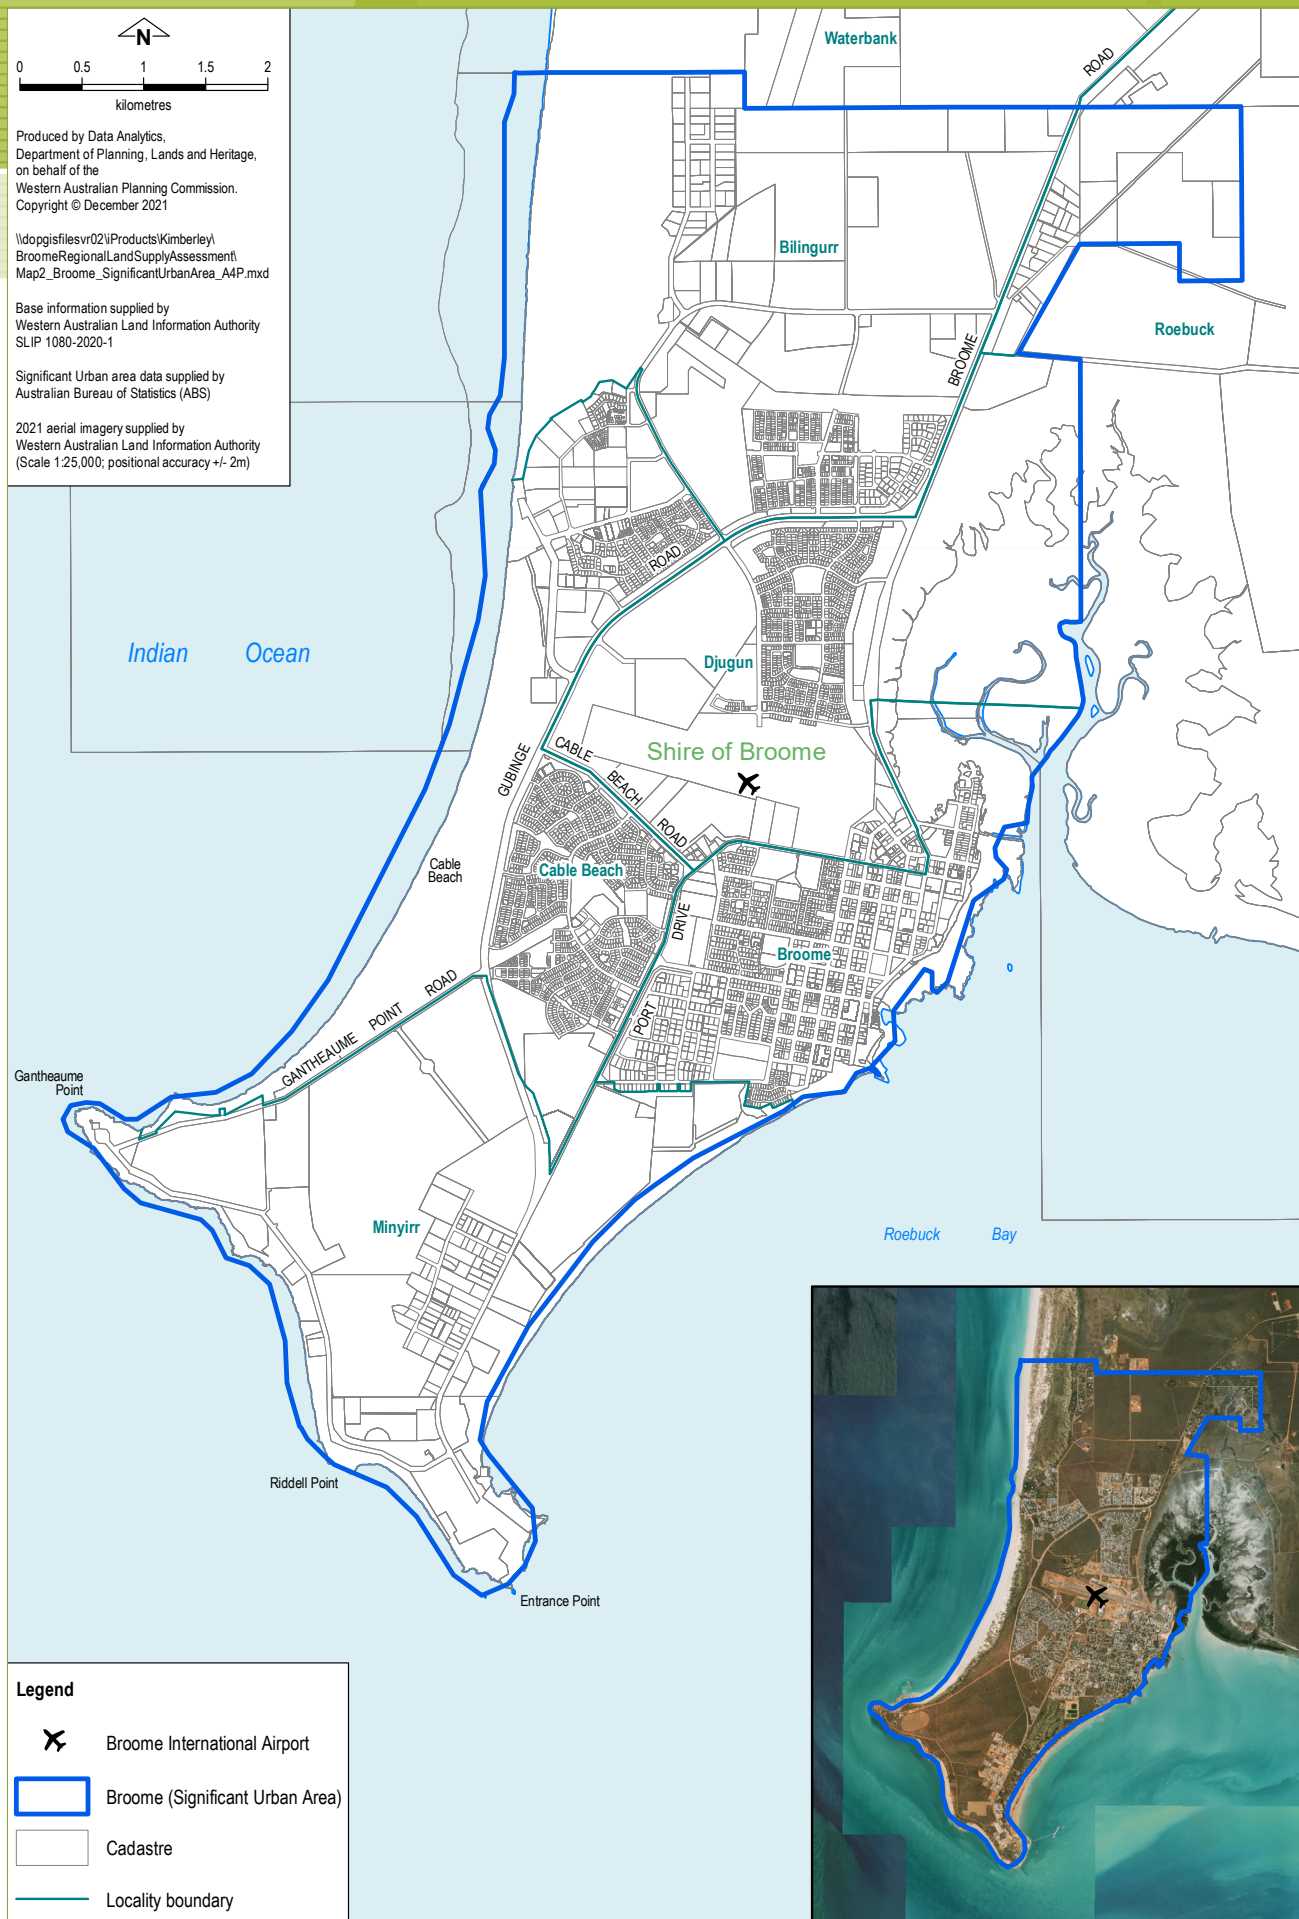 N
0 0.5 1 1.5 2
kilometres
Produced by Data Analytics,
Department of Planning, Lands and Heritage,
on behalf of the
Western Australian Planning Commission.
Copyright © December 2021
\\dopgisfilesvr02\iProducts\Kimberley\
BroomeRegionalLandSupplyAssessment\
Map2_Broome_SignificantUrbanArea_A4P.mxd
Base information supplied by
Western Australian Land Information Authority
SLIP 1080-2020-1
Significant Urban area data supplied by
Australian Bureau of Statistics (ABS)
2021 aerial imagery supplied by
Western Australian Land Information Authority
(Scale 1:25,000; positional accuracy +/- 2m)
Waterbank
ROAD
Bilingurr
Roebuck
BROOME
ROAD
Indian Ocean
Djugun
Shire of Broome
GUBINGE
CABLE BEACH ROAD
Cable
Beach
Cable Beach
DRIVE
Broome
PORT
GANTHEAUME POINT ROAD
Gantheaume
Point
Minyirr
Roebuck Bay
Riddell Point
Entrance Point
Legend
Broome International Airport
Broome (Significant Urban Area)
Cadastre
Locality boundary